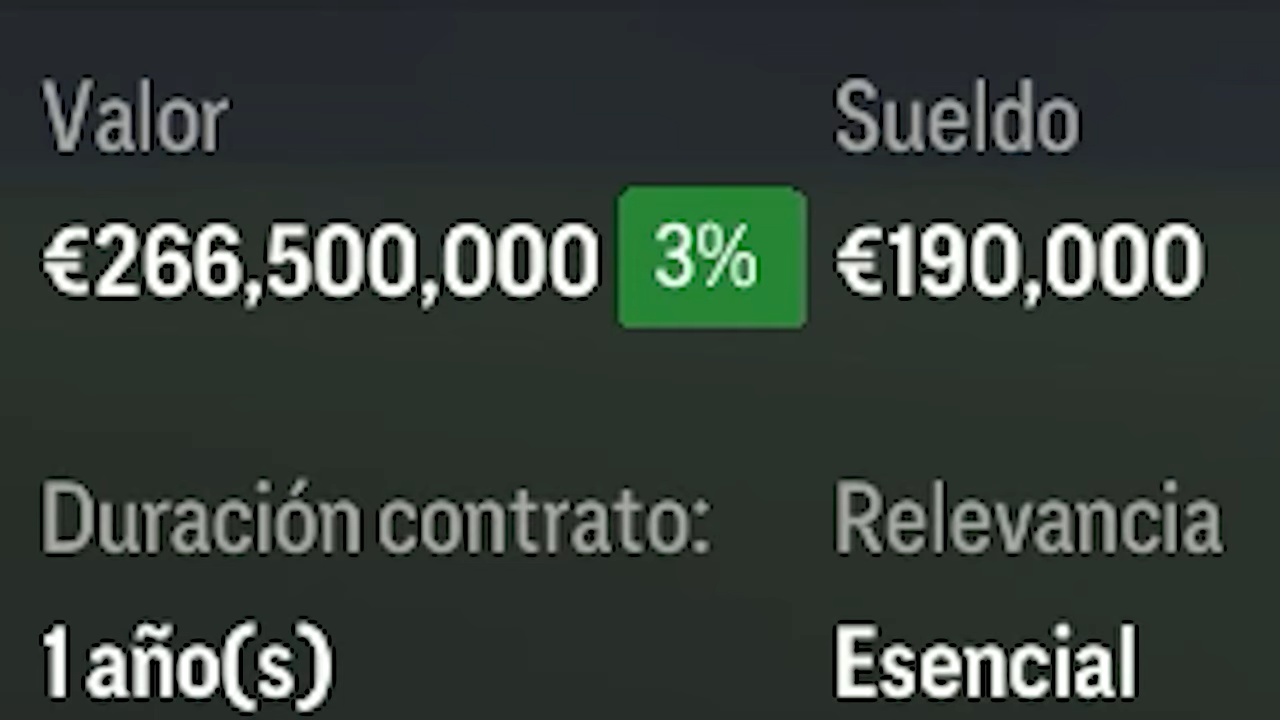 Valor Sueldo
€266,500,000 3% €190,000
Duración contrato: Relevancia
1 año(s) Esencial